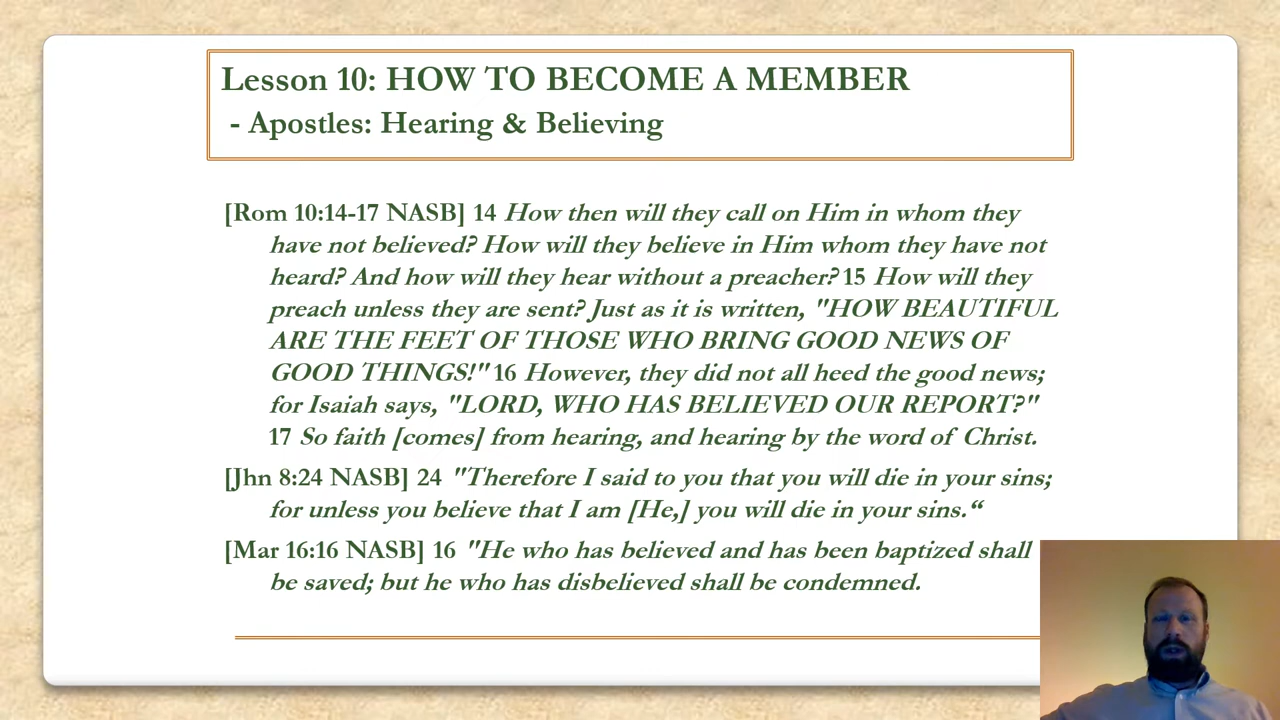 Lesson 10: HOW TO BECOME A MEMBER
- Apostles: Hearing & Believing
[Rom 10:14-17 NASB] 14 How then will they call on Him in whom they
have not believed? How will they believe in Him whom they have not
heard? And how will they hear without a preacher? 15 How will they
preach unless they are sent? Just as it is written, "HOW BEAUTIFUL
ARE THE FEET OF THOSE WHO BRING GOOD NEWS OF
GOOD THINGS!" 16 However, they did not all heed the good news;
for Isaiah says, "LORD, WHO HAS BELIEVED OUR REPORT?"
17 So faith [comes] from hearing, and hearing by the word of Christ.
[Jhn 8:24 NASB] 24 "Therefore I said to you that you will die in your sins;
for unless you believe that I am [He,] you will die in your sins.“
[Mar 16:16 NASB] 16 "He who has believed and has been baptized shall
be saved; but he who has disbelieved shall be condemned.